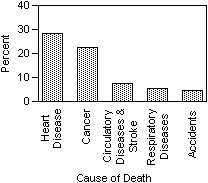 40
30
20
10
0
Percent
Heart
Disease
Cancer
Circulatory
Diseases &
Stroke
Respiratory
Diseases
Accidents
Cause of Death